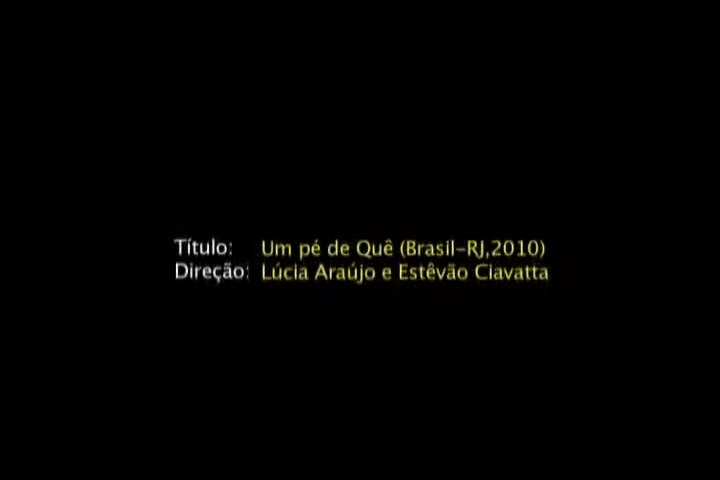 Título: Um pé de Quê (Brasil-RJ,2010)
Direção: Lúcia Araújo e Estêvão Ciavatta